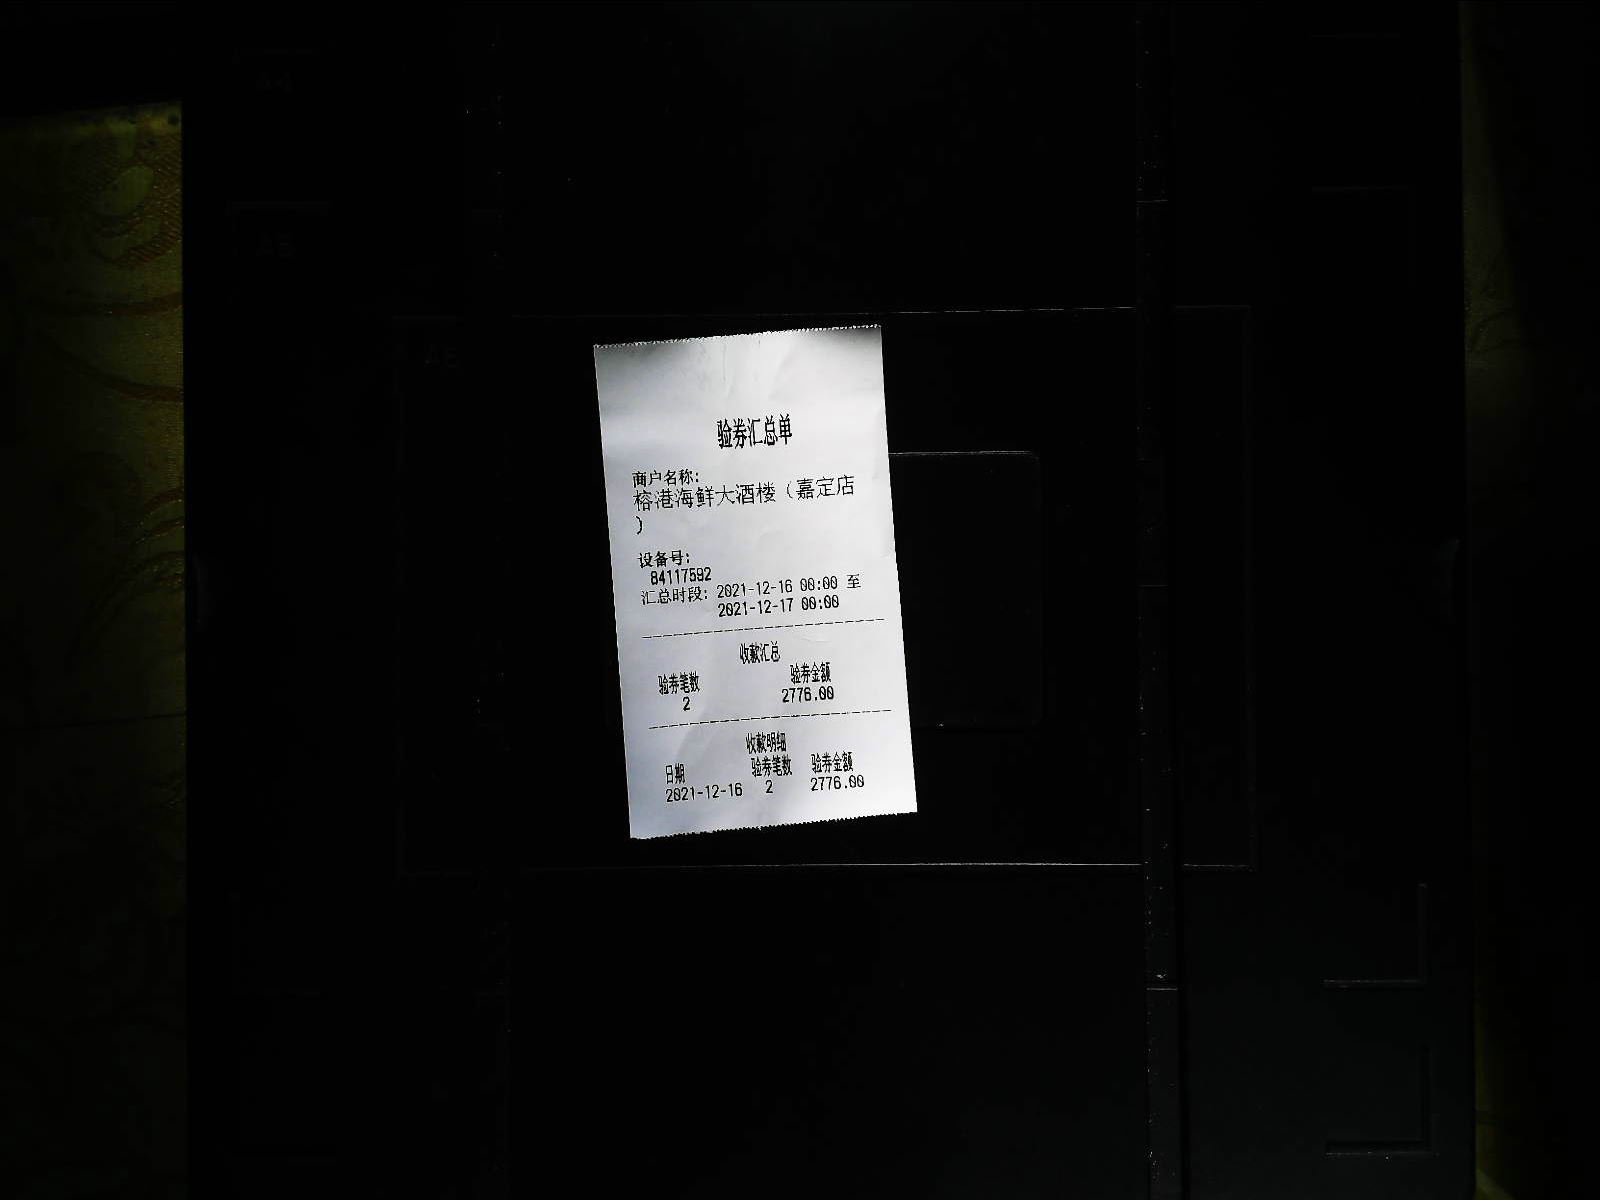 验券汇总单
商户名称:
榕港海鲜大酒楼（嘉定店
）
设备号:
84117592
汇总时段: 2021-12-16 00:00 至
2021-12-17 00:00
收款汇总
验券笔数 验券金额
2 2776.00
收款明细
日期 验券笔数 验券金额
2021-12-16 2 2776.00
A5